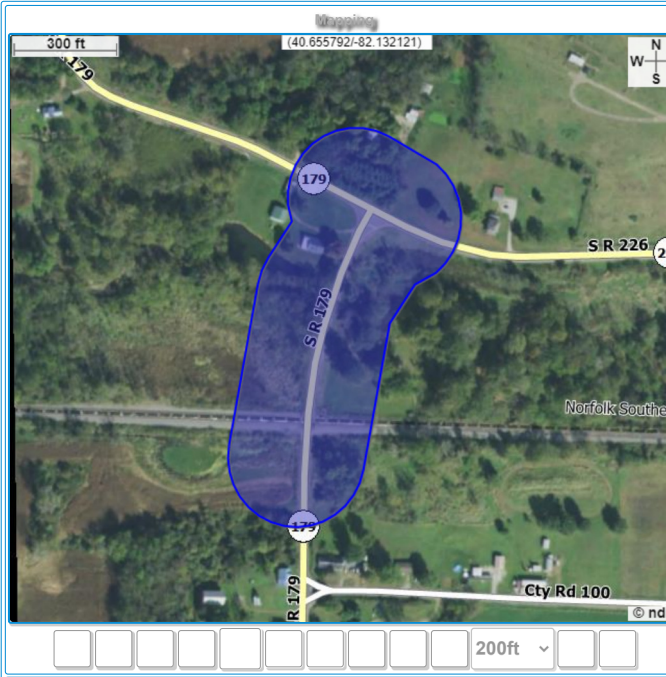 Mapping
300 ft
(40.655792/-82.132121)
N
W
S
179
179
S R 226
S R 179
Norfolk Southe
179
R 179
Cty Rd 100
© nd
200ft